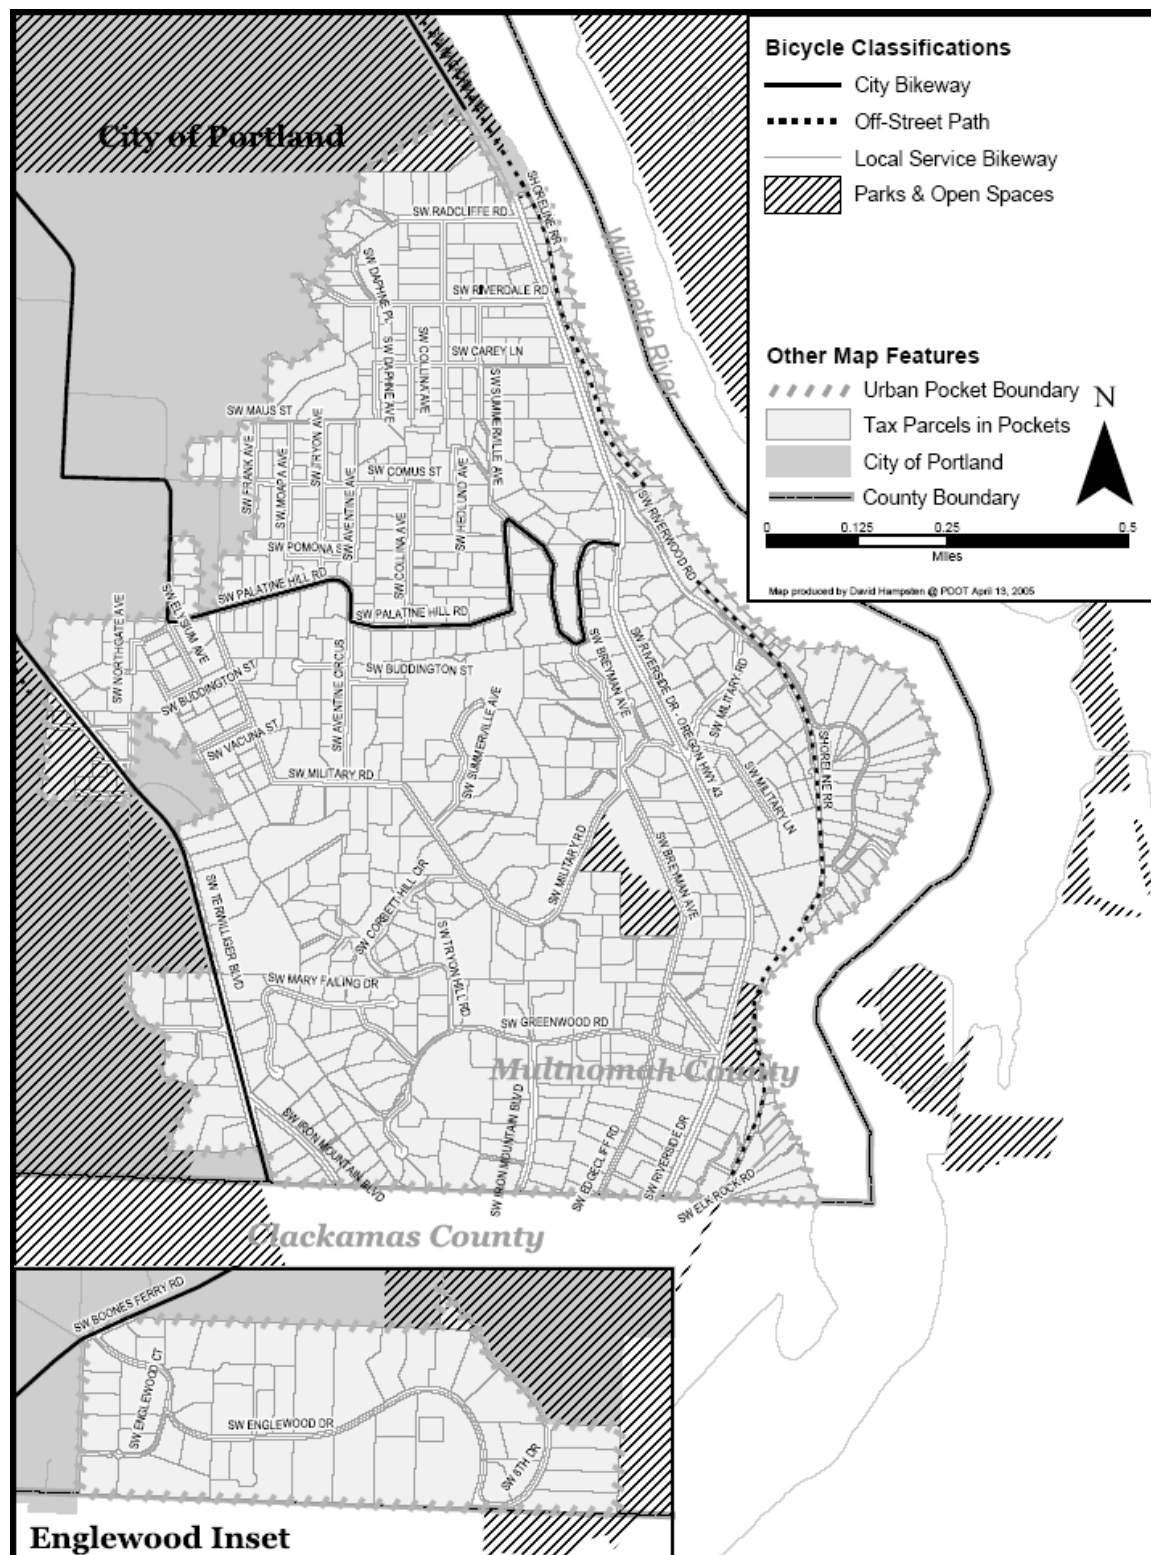 Bicycle Classifications
City Bikeway
Off-Street Path
Local Service Bikeway
Parks & Open Spaces
Other Map Features
Urban Pocket Boundary
N
Tax Parcels in Pockets
City of Portland
County Boundary
0 0.125 0.25 0.5
Miles
Map produced by David Hampsten @ PDOT April 13, 2005
City of Portland
Willamette River
SHORELINE RR
SW RADCLIFFE RD
SW DAPHNE PL
SW RIVERDALE RD
SW DAPHNE AVE
SW COLLINA AVE
SW CAREY LN
SW SUMMERVILLE AVE
SW MAUS ST
SW FRANK AVE
SW MOAPA AVE
SW TRYON AVE
SW AVENTINE AVE
SW COMUS ST
SW HEDLUND AVE
SW COLLINA AVE
SW POMONA S
SW PALATINE HILL RD
SW PALATINE HILL RD
SW RIVERWOOD RD
SW NORTHGATE AVE
SW ELYSIUM AVE
SW BUDDINGTON ST
SW VACUNA ST
SW AVENTINE CIRCUS
SW BUDDINGTON ST
SW SUMMERVILLE AVE
SW BREYMAN AVE
SW RIVERSIDE DR - OREGON HWY 43
SW MILITARY RD
SW MILITARY LN
SHORELINE RR
SW MILITARY RD
SW MILITARY RD
SW BREYMAN AVE
SW TERWILLIGER BLVD
SW CORBETT HILL CIR
SW TRYON HILL RD
SW MARY FAILING DR
SW GREENWOOD RD
Multnomah County
SW IRON MOUNTAIN BLVD
SW IRON MOUNTAIN BLVD
SW EDGECLIFF RD
SW RIVERSIDE DR
SW ELK ROCK RD
Clackamas County
SW BOONES FERRY RD
SW ENGLEWOOD CT
SW ENGLEWOOD DR
SW 8TH DR
Englewood Inset